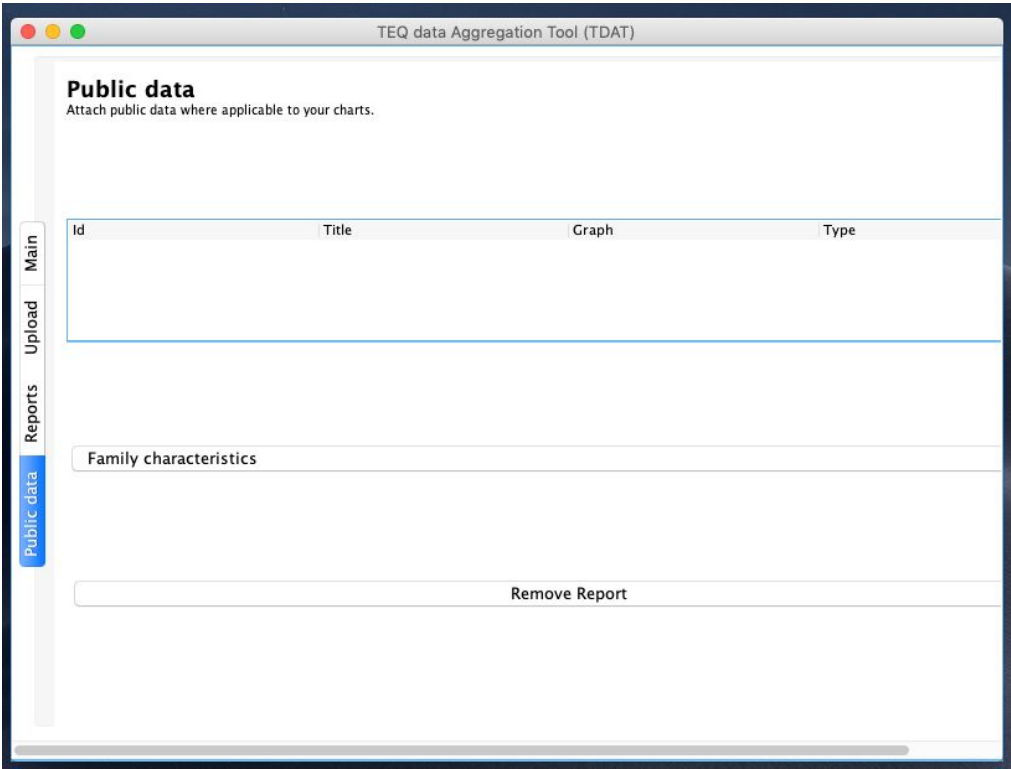 TEQ data Aggregation Tool (TDAT)
Public data
Attach public data where applicable to your charts.
Id Title Graph Type
Main
Upload
Reports
Public data
Family characteristics
Remove Report